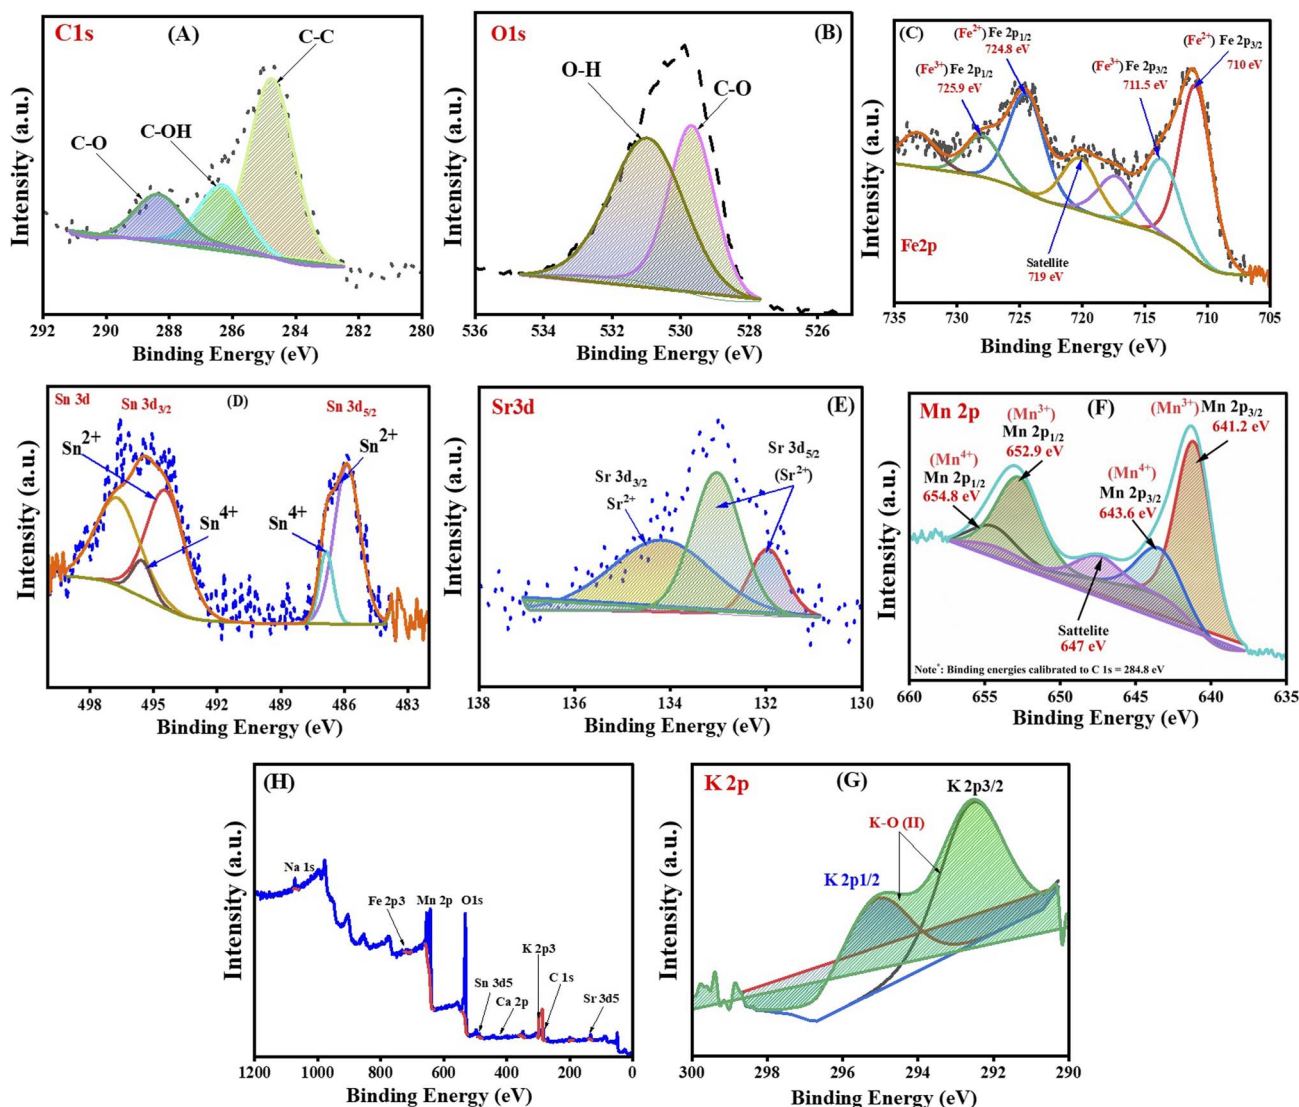 C1s
(A)
C-C
C-OH
C-O
Intensity (a.u.)
292 290 288 286 284 282 280
Binding Energy (eV)
O1s
(B)
O-H
C-O
Intensity (a.u.)
536 534 532 530 528 526
Binding Energy (eV)
(C)
(Fe2+) Fe 2p1/2
724.8 eV
(Fe2+) Fe 2p3/2
710 eV
(Fe3+) Fe 2p1/2
725.9 eV
(Fe3+) Fe 2p3/2
711.5 eV
Satellite
719 eV
Fe2p
Intensity (a.u.)
735 730 725 720 715 710 705
Binding Energy (eV)
Sn 3d
Sn 3d3/2
(D)
Sn 3d5/2
Sn2+
Sn2+
Sn4+
Sn4+
Intensity (a.u.)
498 495 492 489 486 483
Binding Energy (eV)
Sr3d
(E)
Sr 3d5/2
(Sr2+)
Sr 3d3/2
Sr2+
Intensity (a.u.)
138 136 134 132 130
Binding Energy (eV)
Mn 2p
(F)
(Mn3+)
Mn 2p1/2
652.9 eV
(Mn3+) Mn 2p3/2
641.2 eV
(Mn4+)
Mn 2p1/2
654.8 eV
(Mn4+)
Mn 2p3/2
643.6 eV
Sattelite
647 eV
Note*: Binding energies calibrated to C 1s = 284.8 eV
Intensity (a.u.)
660 655 650 645 640 635
Binding Energy (eV)
(H)
Na 1s
Fe 2p3
Mn 2p
O1s
K 2p3
Sn 3d5
C 1s
Ca 2p
Sr 3d5
Intensity (a.u.)
1200 1000 800 600 400 200 0
Binding Energy (eV)
K 2p
(G)
K 2p3/2
K-O (II)
K 2p1/2
Intensity (a.u.)
300 298 296 294 292 290
Binding Energy (eV)